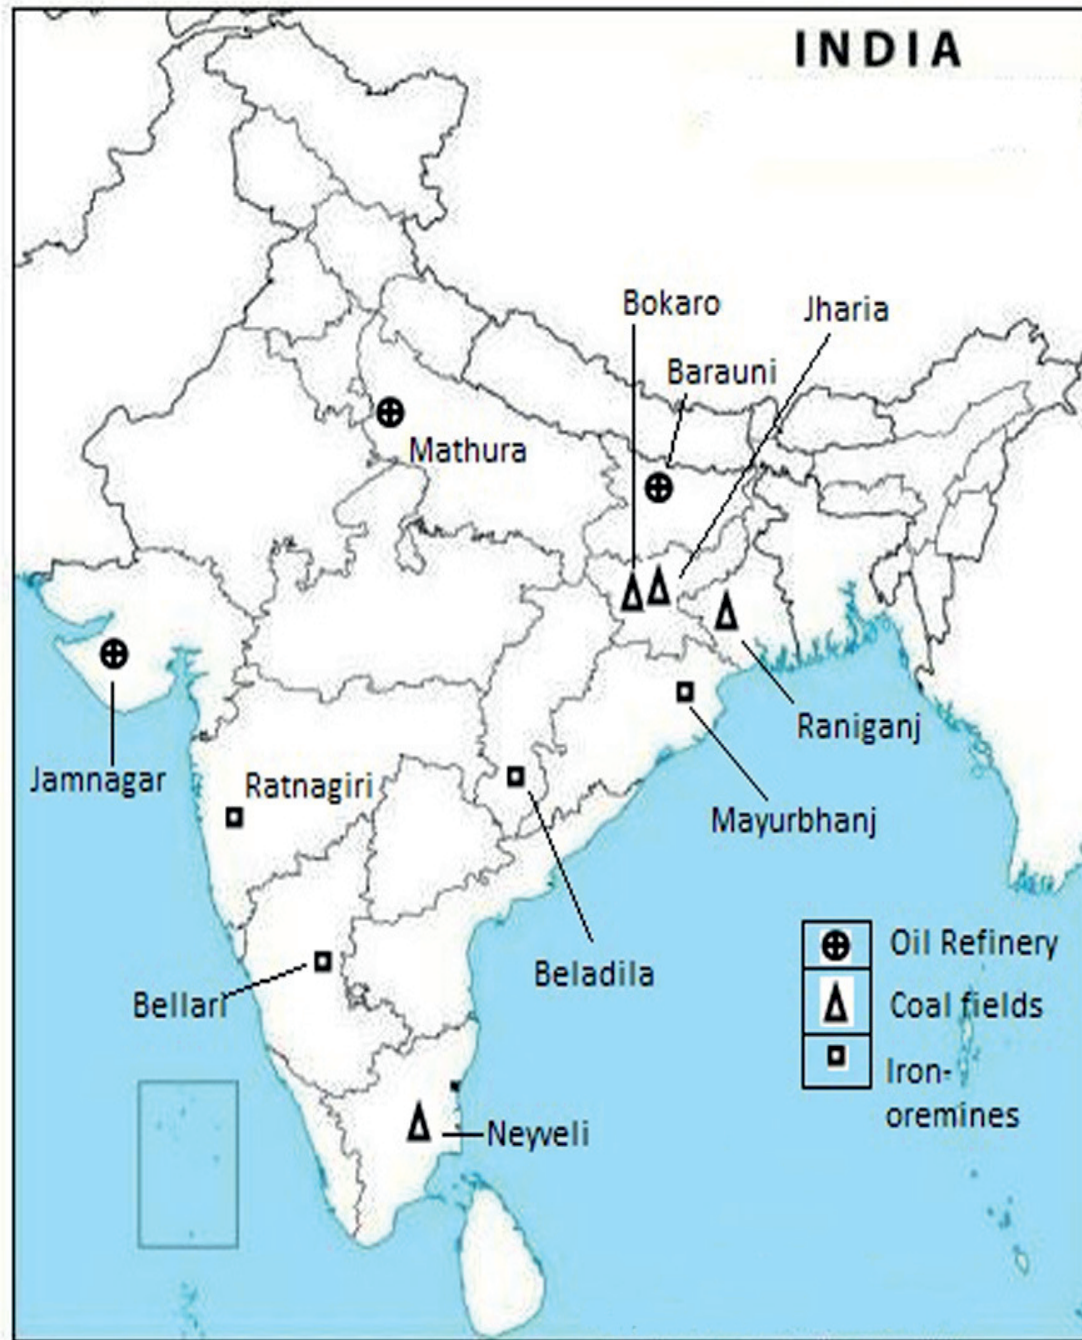 INDIA
Bokaro
Jharia
Barauni
Mathura
Raniganj
Jamnagar
Ratnagiri
Mayurbhanj
Beladila
Bellari
Neyveli
Oil Refinery
Coal fields
Iron-
oremines